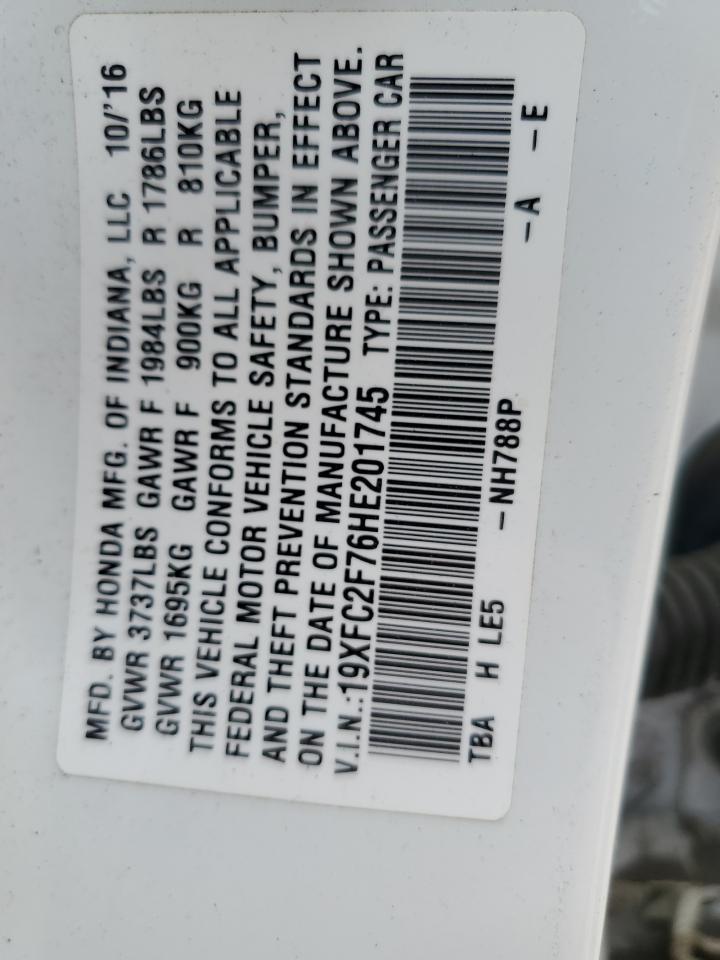 MFD. BY HONDA MFG. OF INDIANA, LLC 10/'16
GVWR 3737LBS GAWR F 1984LBS R 1786LBS
GVWR 1695KG GAWR F 900KG R 810KG
THIS VEHICLE CONFORMS TO ALL APPLICABLE
FEDERAL MOTOR VEHICLE SAFETY, BUMPER,
AND THEFT PREVENTION STANDARDS IN EFFECT
ON THE DATE OF MANUFACTURE SHOWN ABOVE.
V.I.N.:19XFC2F76HE201745 TYPE: PASSENGER CAR
TBA H LE5 -NH788P -A -E